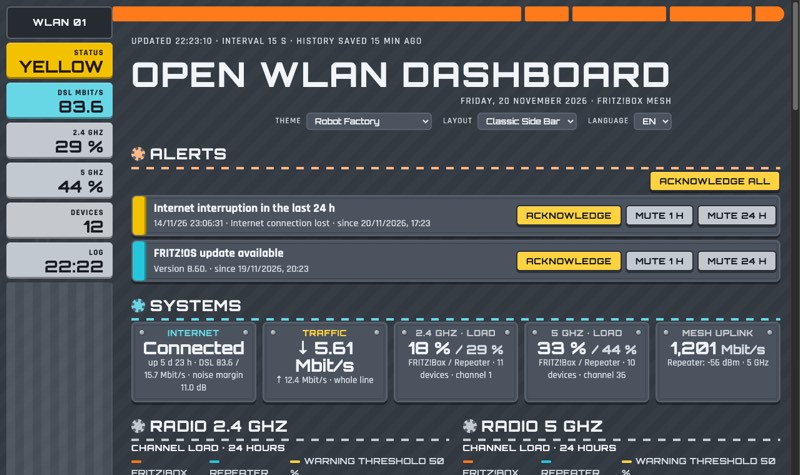 WLAN 01
STATUS
YELLOW
DSL MBIT/S
83.6
2.4 GHZ
29 %
5 GHZ
44 %
DEVICES
12
LOG
22:22
UPDATED 22:23:10 · INTERVAL 15 S · HISTORY SAVED 15 MIN AGO
OPEN WLAN DASHBOARD
FRIDAY, 20 NOVEMBER 2026 · FRITZ!BOX MESH
THEME Robot Factory LAYOUT Classic Side Bar LANGUAGE EN
ALERTS
ACKNOWLEDGE ALL
Internet interruption in the last 24 h
14/11/26 23:06:31 · Internet connection lost · since 20/11/2026, 17:23
ACKNOWLEDGE MUTE 1 H MUTE 24 H
FRITZ!OS update available
Version 8.60. · since 19/11/2026, 20:23
ACKNOWLEDGE MUTE 1 H MUTE 24 H
SYSTEMS
INTERNET
Connected
up 5 d 23 h · DSL 83.6 /
15.7 Mbit/s · noise margin
11.0 dB
TRAFFIC
↓ 5.61
Mbit/s
↑ 12.4 Mbit/s · whole line
2.4 GHZ · LOAD
18 % / 29 %
FRITZ!Box / Repeater · 11
devices · channel 1
5 GHZ · LOAD
33 % / 44 %
FRITZ!Box / Repeater · 10
devices · channel 36
MESH UPLINK
1,201 Mbit/s
Repeater: -56 dBm · 5 GHz
RADIO 2.4 GHZ
CHANNEL LOAD · 24 HOURS
FRITZ!BOX REPEATER WARNING THRESHOLD 50
%
RADIO 5 GHZ
CHANNEL LOAD · 24 HOURS
FRITZ!BOX REPEATER WARNING THRESHOLD 50
%